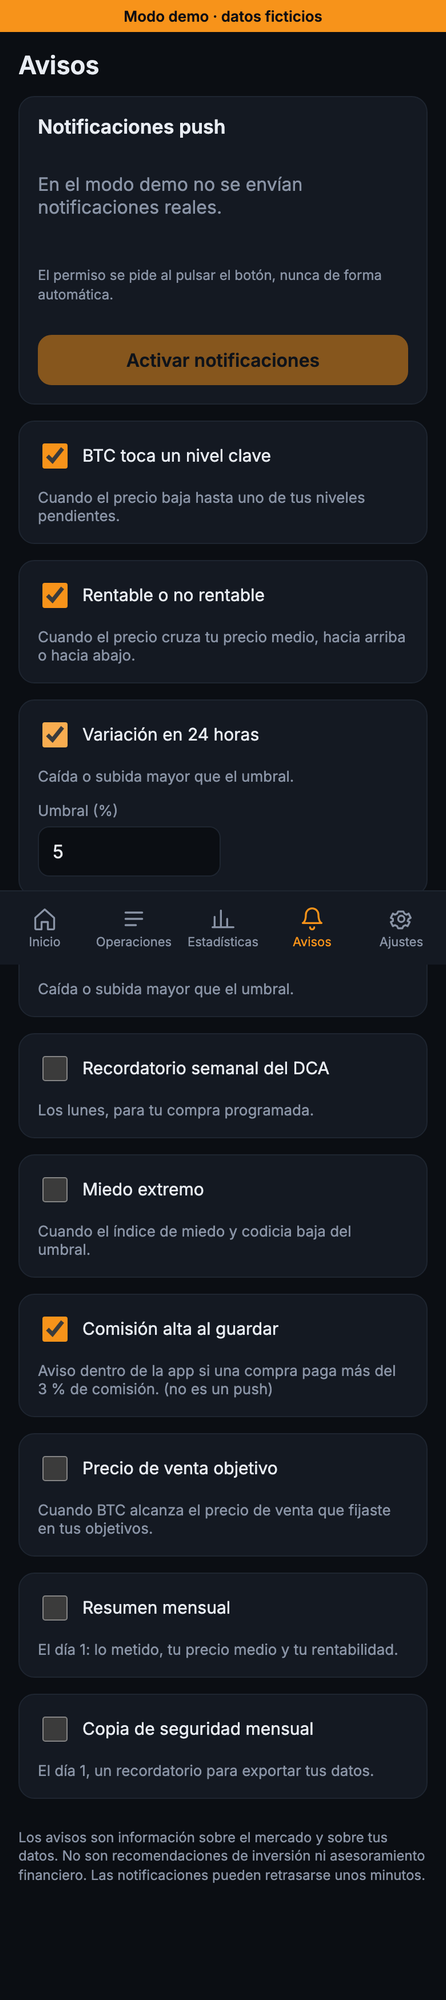 Modo demo · datos ficticios
Avisos
Notificaciones push
En el modo demo no se envían
notificaciones reales.
El permiso se pide al pulsar el botón, nunca de forma
automática.
Activar notificaciones
BTC toca un nivel clave
Cuando el precio baja hasta uno de tus niveles
pendientes.
Rentable o no rentable
Cuando el precio cruza tu precio medio, hacia arriba
o hacia abajo.
Variación en 24 horas
Caída o subida mayor que el umbral.
Umbral (%)
5
Inicio
Operaciones
Estadísticas
Avisos
Ajustes
Caída o subida mayor que el umbral.
Recordatorio semanal del DCA
Los lunes, para tu compra programada.
Miedo extremo
Cuando el índice de miedo y codicia baja del
umbral.
Comisión alta al guardar
Aviso dentro de la app si una compra paga más del
3 % de comisión. (no es un push)
Precio de venta objetivo
Cuando BTC alcanza el precio de venta que fijaste
en tus objetivos.
Resumen mensual
El día 1: lo metido, tu precio medio y tu rentabilidad.
Copia de seguridad mensual
El día 1, un recordatorio para exportar tus datos.
Los avisos son información sobre el mercado y sobre tus
datos. No son recomendaciones de inversión ni asesoramiento
financiero. Las notificaciones pueden retrasarse unos minutos.